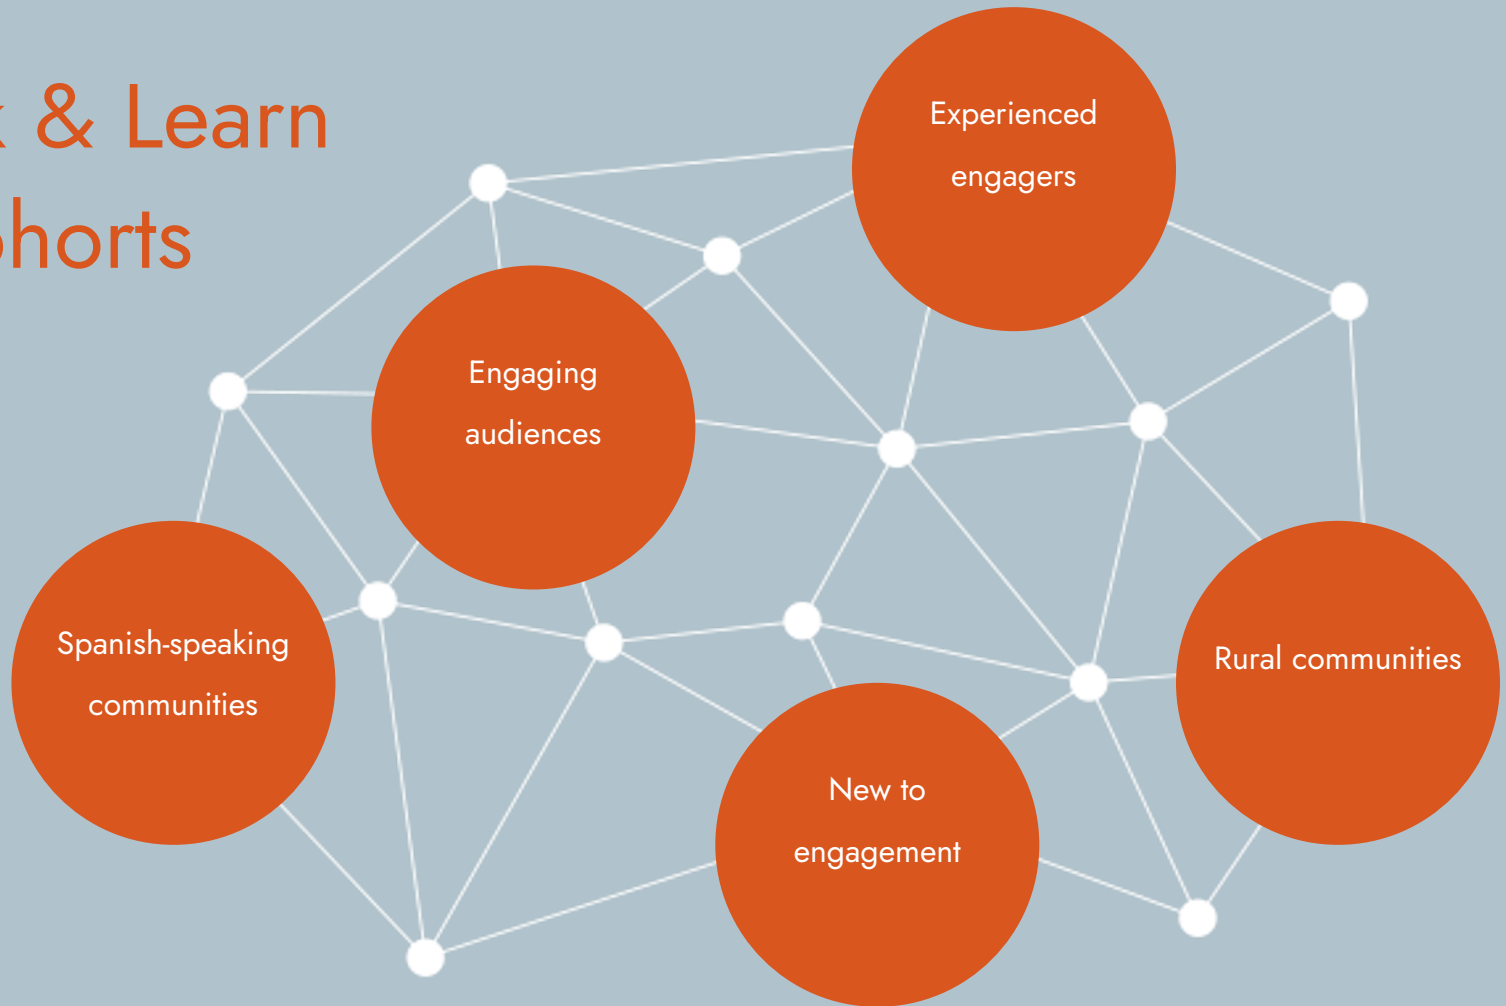 & Learn
Experienced
engagers
Engaging
audiences
Spanish-speaking
communities
Rural communities
New to
engagement